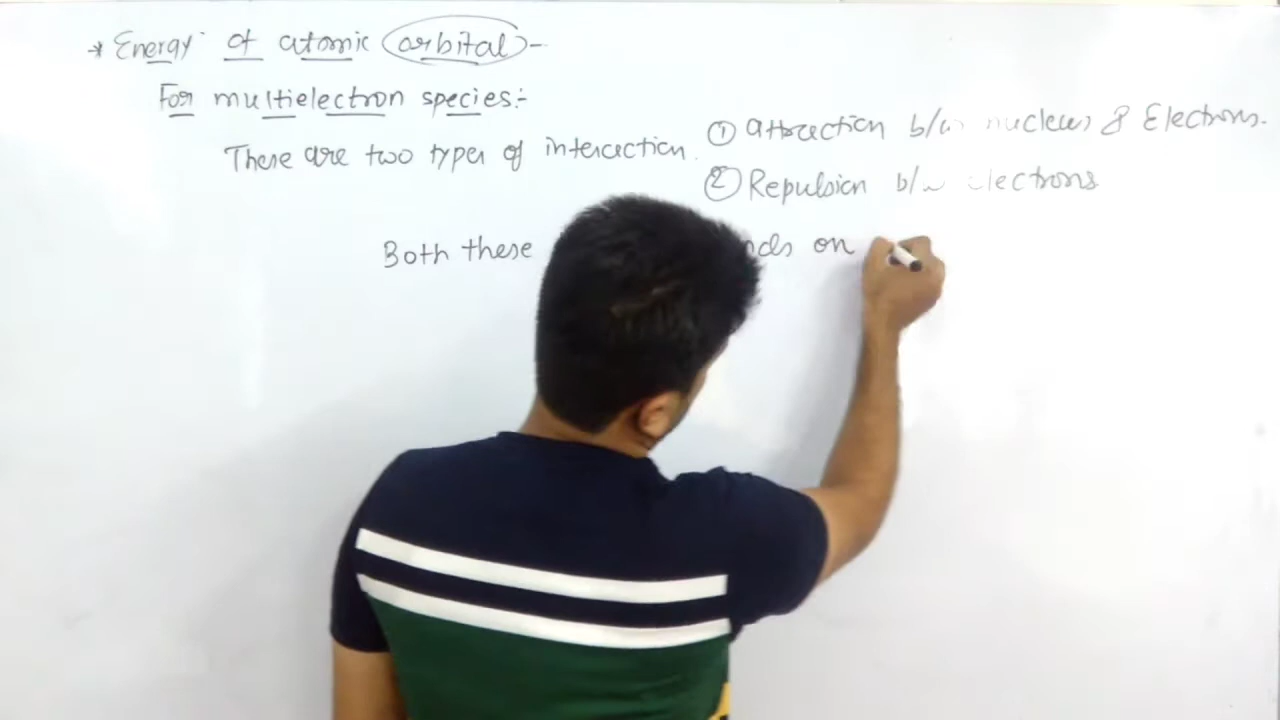 * Energy of atomic orbital :-
For multielectron species:-
There are two types of interaction.
① attraction b/w nucleus & Electrons.
② Repulsion b/w electrons
Both these on